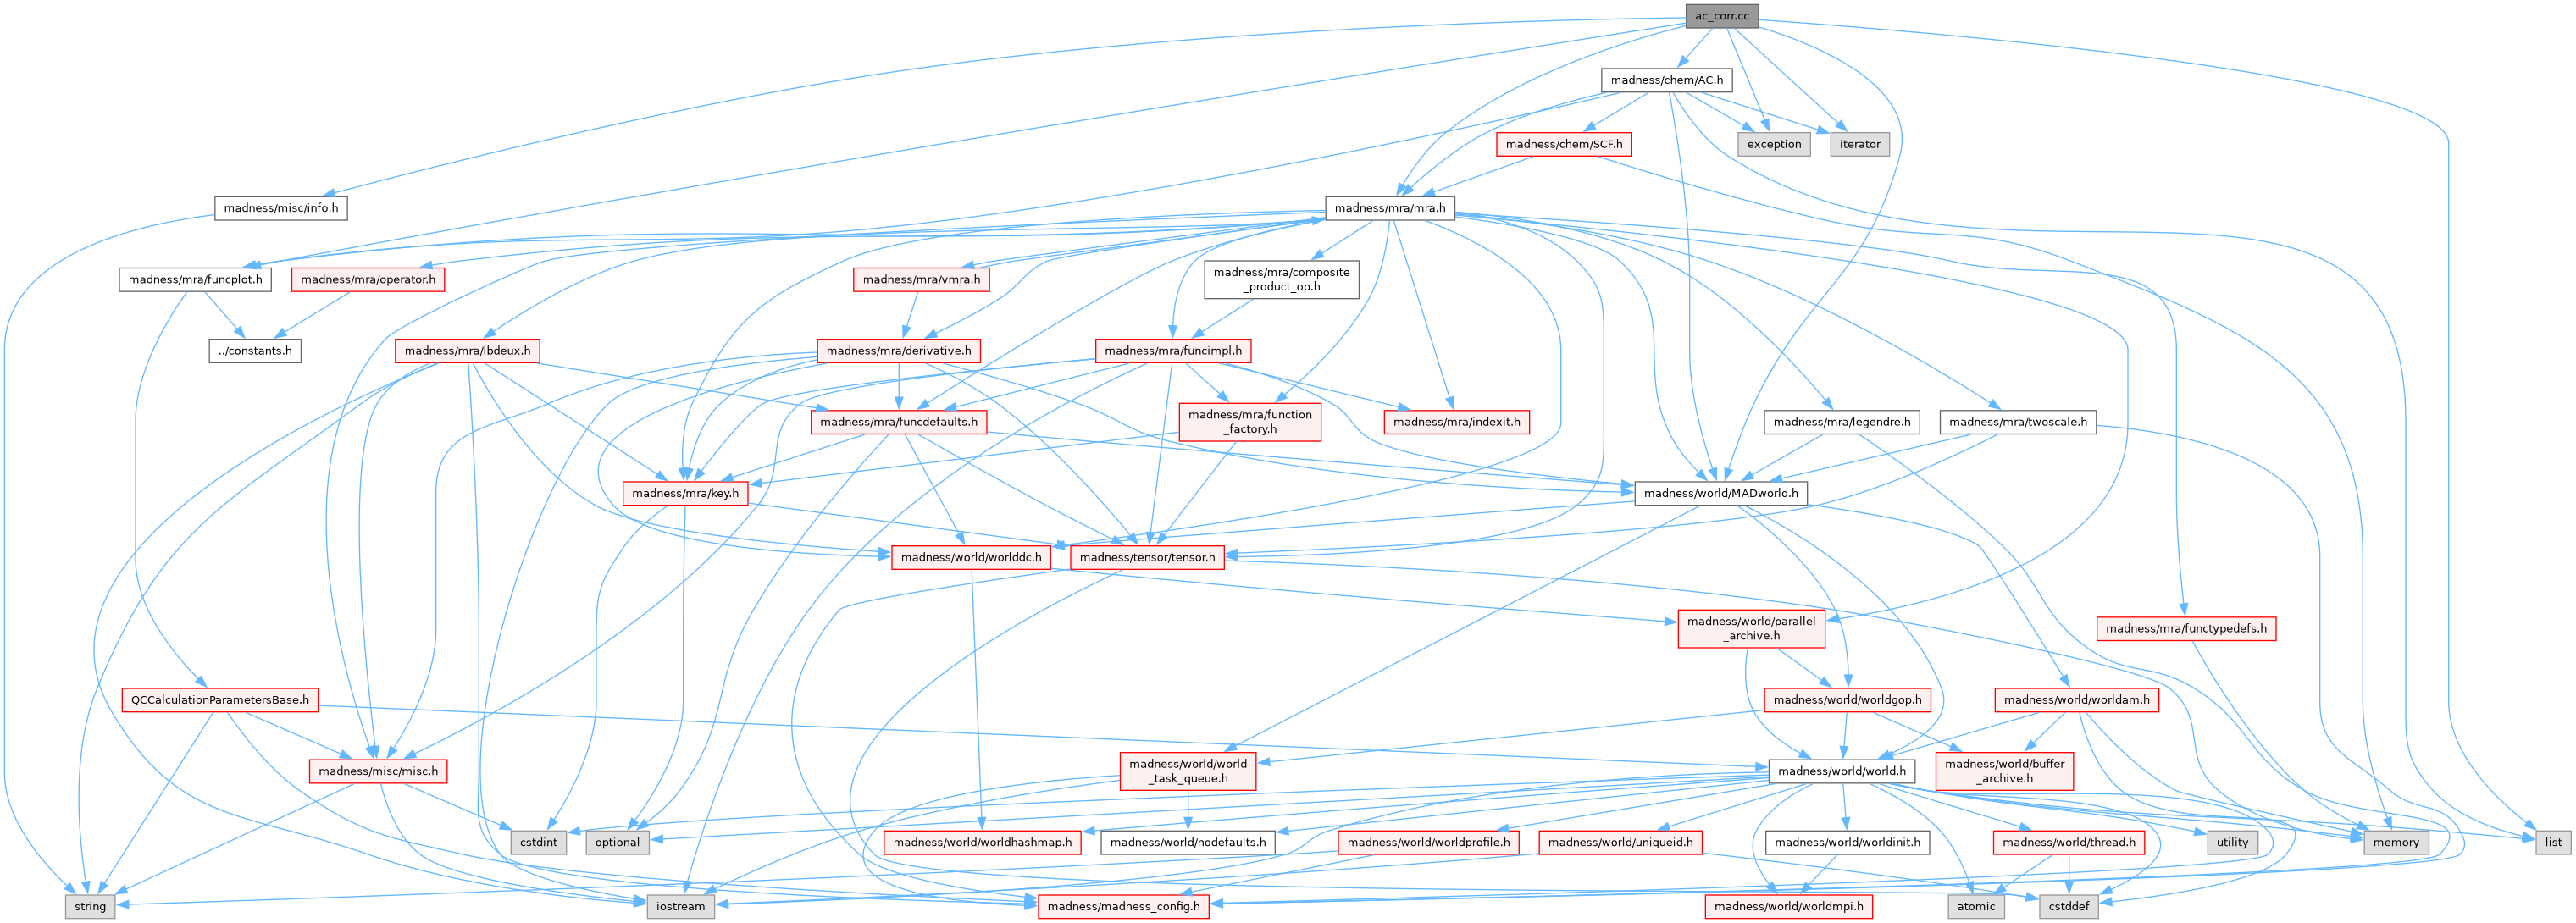 ac_corr.cc
madness/chem/AC.h
madness/chem/SCF.h
exception
iterator
madness/misc/info.h
madness/mra/mra.h
madness/mra/funcplot.h
madness/mra/operator.h
madness/mra/vmra.h
madness/mra/composite
_product_op.h
../constants.h
madness/mra/lbdeux.h
madness/mra/derivative.h
madness/mra/funcimpl.h
madness/mra/funcdefaults.h
madness/mra/function
_factory.h
madness/mra/indexit.h
madness/mra/legendre.h
madness/mra/twoscale.h
madness/mra/key.h
madness/world/MADworld.h
madness/world/worlddc.h
madness/tensor/tensor.h
madness/world/parallel
_archive.h
madness/mra/functypedefs.h
QCCalculationParametersBase.h
madness/world/worldgop.h
madness/world/worldam.h
madness/misc/misc.h
madness/world/world
_task_queue.h
madness/world/world.h
madness/world/buffer
_archive.h
cstdint
optional
madness/world/worldhashmap.h
madness/world/nodefaults.h
madness/world/worldprofile.h
madness/world/uniqueid.h
madness/world/worldinit.h
madness/world/thread.h
utility
memory
list
string
iostream
madness/madness_config.h
madness/world/worldmpi.h
atomic
cstddef